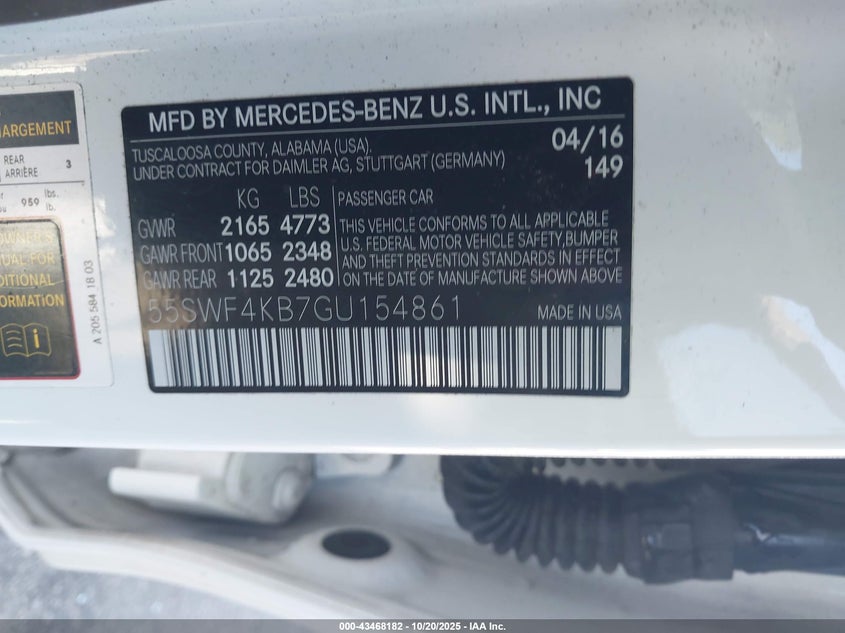 ARGEMENT
REAR
ARRIÈRE 3
959 lbs.
lb.
OWNER'S
FORMATION
A 205 584 18 03
MFD BY MERCEDES-BENZ U.S. INTL., INC
TUSCALOOSA COUNTY, ALABAMA (USA).
UNDER CONTRACT FOR DAIMLER AG, STUTTGART (GERMANY)
04/16
149
KG LBS
GVWR 2165 4773
GAWR FRONT 1065 2348
GAWR REAR 1125 2480
PASSENGER CAR
THIS VEHICLE CONFORMS TO ALL APPLICABLE
U.S. FEDERAL MOTOR VEHICLE SAFETY, BUMPER
AND THEFT PREVENTION STANDARDS IN EFFECT
ON THE DATE OF MANUFACTURE SHOWN ABOVE
55SWF4KB7GU154861
MADE IN USA
000-43468182 - 10/20/2025 - IAA Inc.